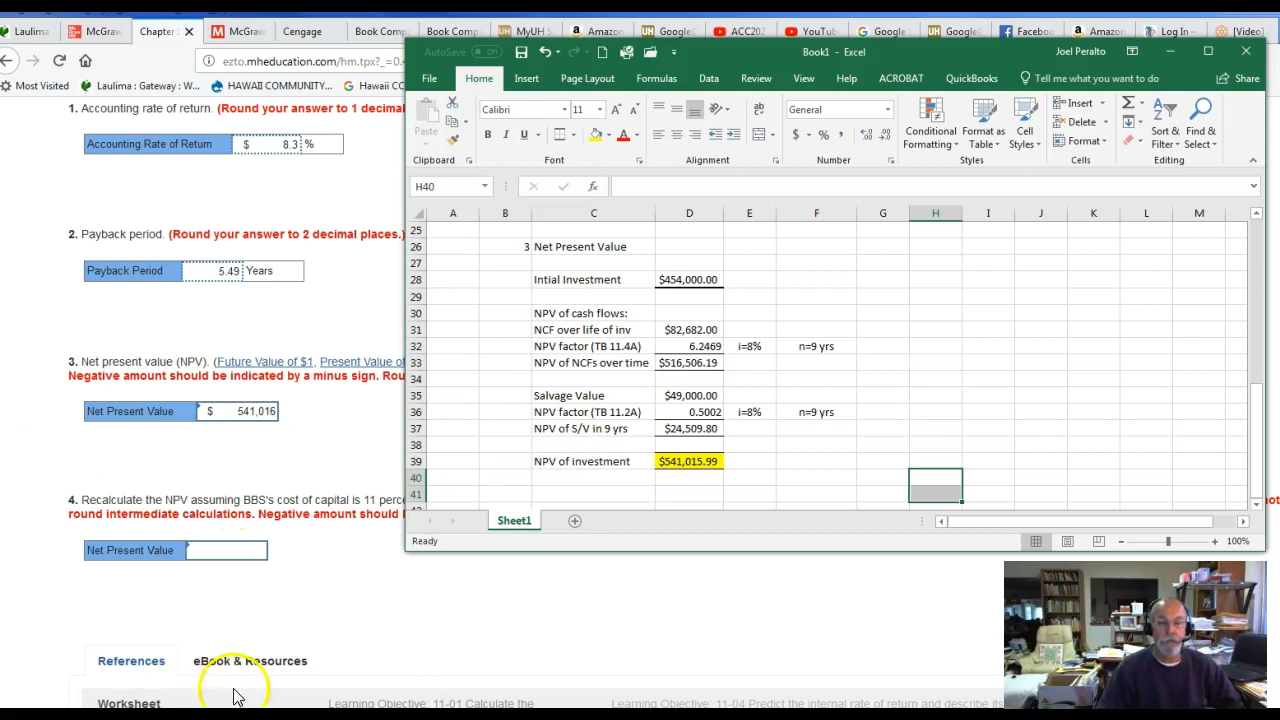 Laulima
McGraw
Chapter
McGraw
Cengage
Book Comp
Book Comp
MyUH S
Amazon
Google
ACC202
YouTub
Google
Google
Facebo
Amazon
Log In -
[Video]
ezto.mheducation.com/hm.tpx?_=0.
Most Visited
Laulima : Gateway : W...
HAWAII COMMUNITY...
Hawaii CC
1. Accounting rate of return. (Round your answer to 1 decimal
Accounting Rate of Return $ 8.3 %
2. Payback period. (Round your answer to 2 decimal places.)
Payback Period 5.49 Years
3. Net present value (NPV). (Future Value of $1, Present Value of
Negative amount should be indicated by a minus sign. Rou
Net Present Value $ 541,016
4. Recalculate the NPV assuming BBS's cost of capital is 11 perce
not
round intermediate calculations. Negative amount should
Net Present Value
References eBook & Resources
Worksheet Learning Objective: 11-01 Calculate the Learning Objective: 11-04 Predict the internal rate of return and describe its
AutoSave Off
Book1 - Excel
Joel Peralto
File Home Insert Page Layout Formulas Data Review View Help ACROBAT QuickBooks Tell me what you want to do Share
Paste
Calibri 11
B I U
General
$ % ,
Conditional Formatting
Format as Table
Cell Styles
Insert
Delete
Format
Sort & Filter
Find & Select
Clipboard Font Alignment Number Styles Cells Editing
H40 fx
A B C D E F G H I J K L M
25
26 3 Net Present Value
27
28 Intial Investment $454,000.00
29
30 NPV of cash flows:
31 NCF over life of inv $82,682.00
32 NPV factor (TB 11.4A) 6.2469 i=8% n=9 yrs
33 NPV of NCFs over time $516,506.19
34
35 Salvage Value $49,000.00
36 NPV factor (TB 11.2A) 0.5002 i=8% n=9 yrs
37 NPV of S/V in 9 yrs $24,509.80
38
39 NPV of investment $541,015.99
40
41
Sheet1
Ready
100%